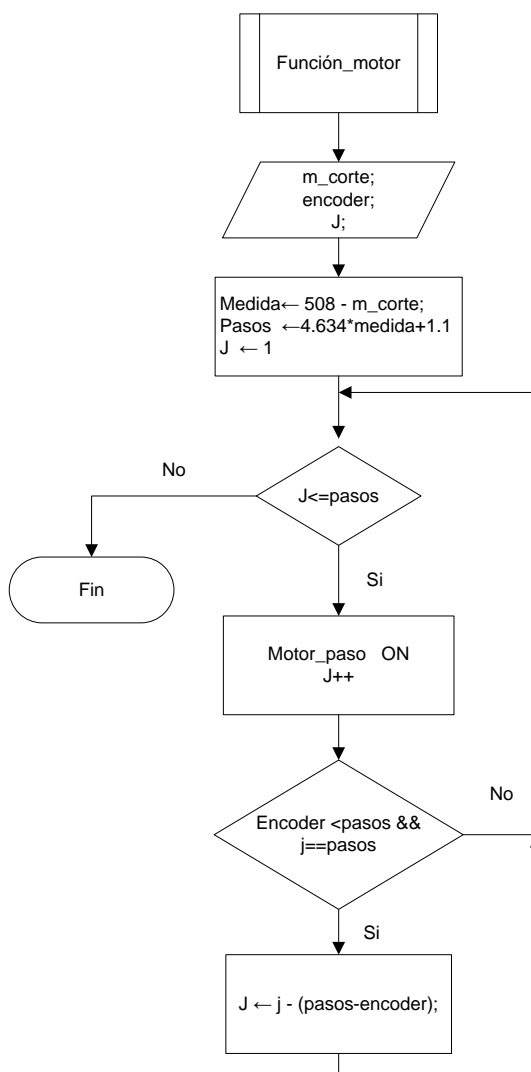 Función_motor
m_corte;
encoder;
J;
Medida← 508 - m_corte;
Pasos ←4.634*medida+1.1
J ← 1
No
J<=pasos
Fin
Si
Motor_paso ON
J++
No
Encoder <pasos &&
j==pasos
Si
J ← j - (pasos-encoder);